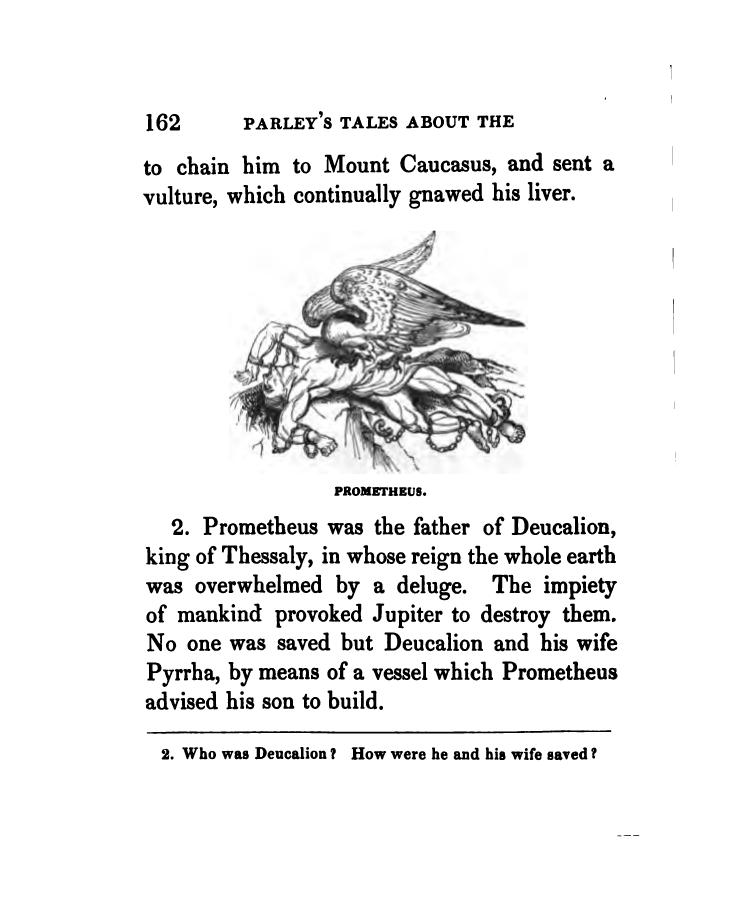 162 PARLEY'S TALES ABOUT THE
to chain him to Mount Caucasus, and sent a
vulture, which continually gnawed his liver.
PROMETHEUS.
2. Prometheus was the father of Deucalion,
king of Thessaly, in whose reign the whole earth
was overwhelmed by a deluge. The impiety
of mankind provoked Jupiter to destroy them.
No one was saved but Deucalion and his wife
Pyrrha, by means of a vessel which Prometheus
advised his son to build.
2. Who was Deucalion? How were he and his wife saved?